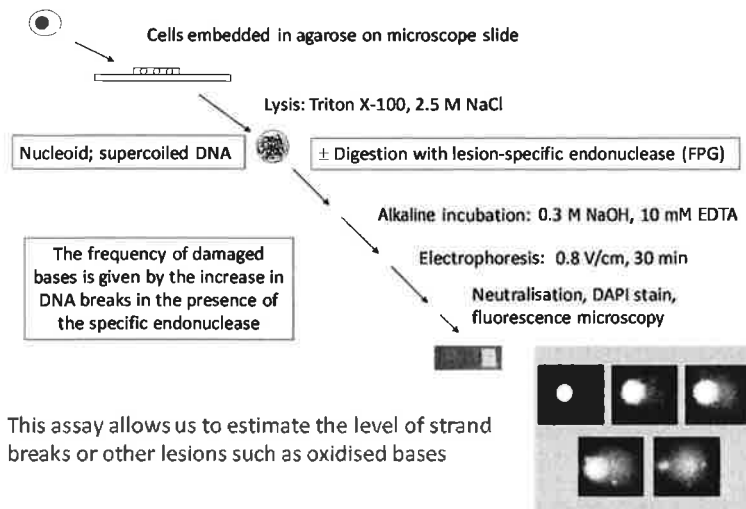 Cells embedded in agarose on microscope slide
Lysis: Triton X-100, 2.5 M NaCl
Nucleoid; supercoiled DNA
± Digestion with lesion-specific endonuclease (FPG)
Alkaline incubation: 0.3 M NaOH, 10 mM EDTA
The frequency of damaged
bases is given by the increase in
DNA breaks in the presence of
the specific endonuclease
Electrophoresis: 0.8 V/cm, 30 min
Neutralisation, DAPI stain,
fluorescence microscopy
This assay allows us to estimate the level of strand
breaks or other lesions such as oxidised bases